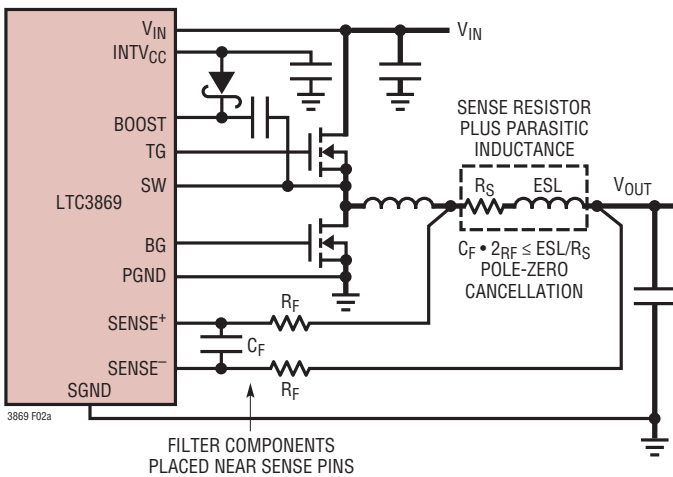 V_IN
V_IN
INTV_CC
BOOST
TG
SW
LTC3869
BG
PGND
SENSE+
SENSE−
SGND
SENSE RESISTOR
PLUS PARASITIC
INDUCTANCE
R_S
ESL
V_OUT
C_F • 2_RF ≤ ESL/R_S
POLE-ZERO
CANCELLATION
R_F
C_F
R_F
3869 F02a
FILTER COMPONENTS
PLACED NEAR SENSE PINS